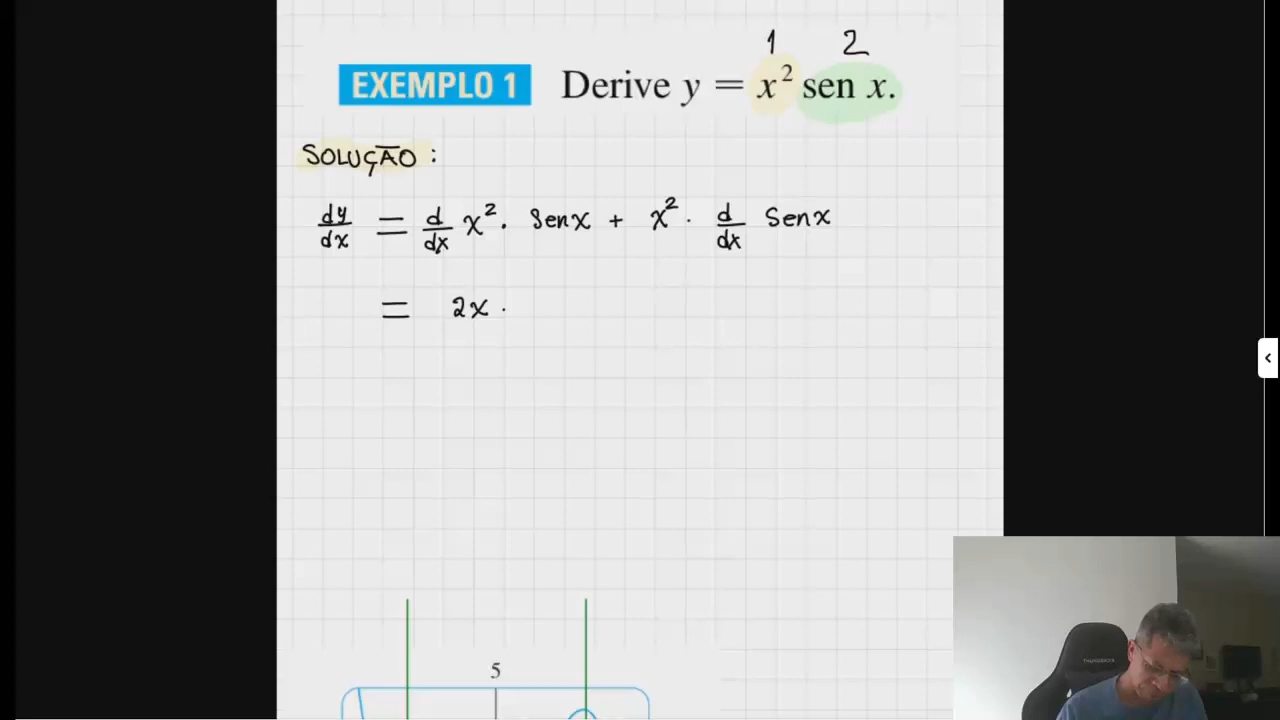 1 2
EXEMPLO 1 Derive y = x² sen x.
SOLUÇÃO :
dy/dx = d/dx x² . Senx + x² . d/dx Senx
= 2x .
5